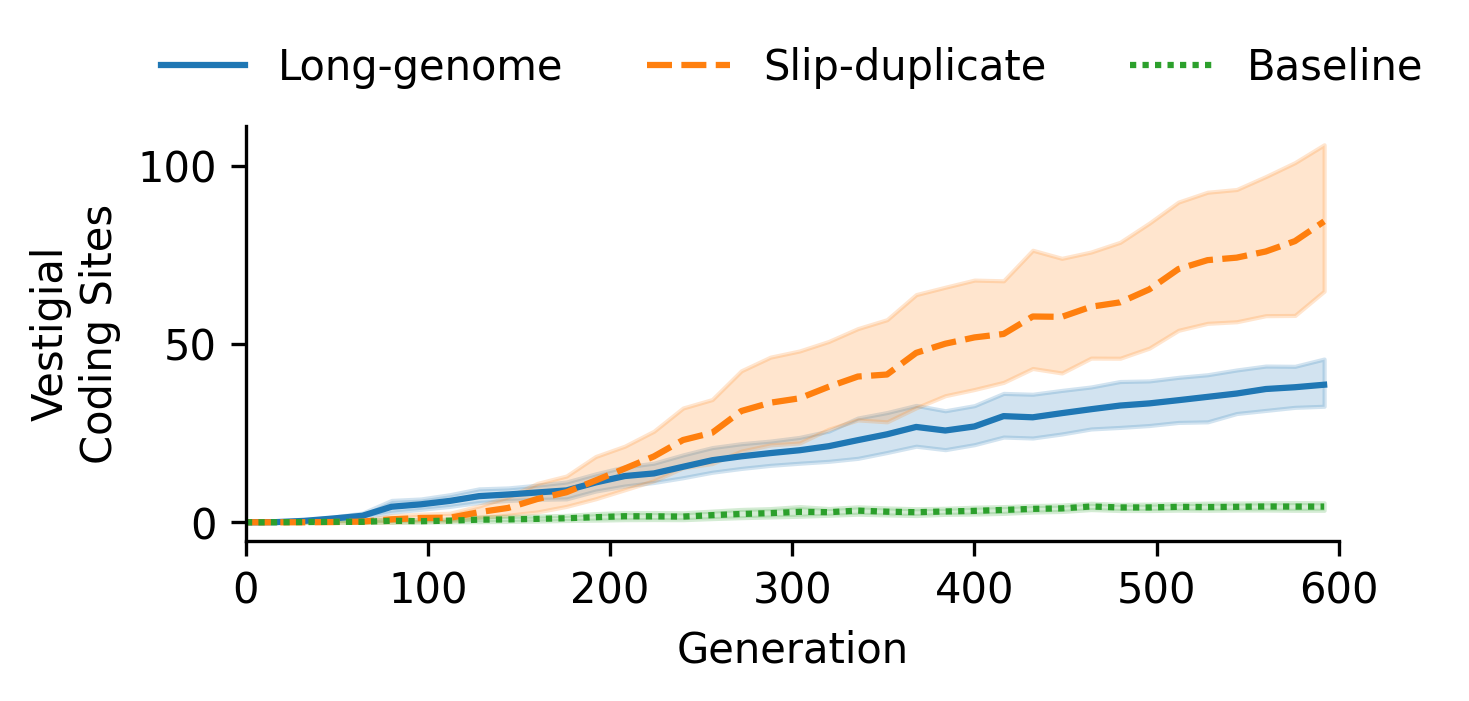 Long-genome Slip-duplicate Baseline
100
50
0
Vestigial
Coding Sites
0 100 200 300 400 500 600
Generation